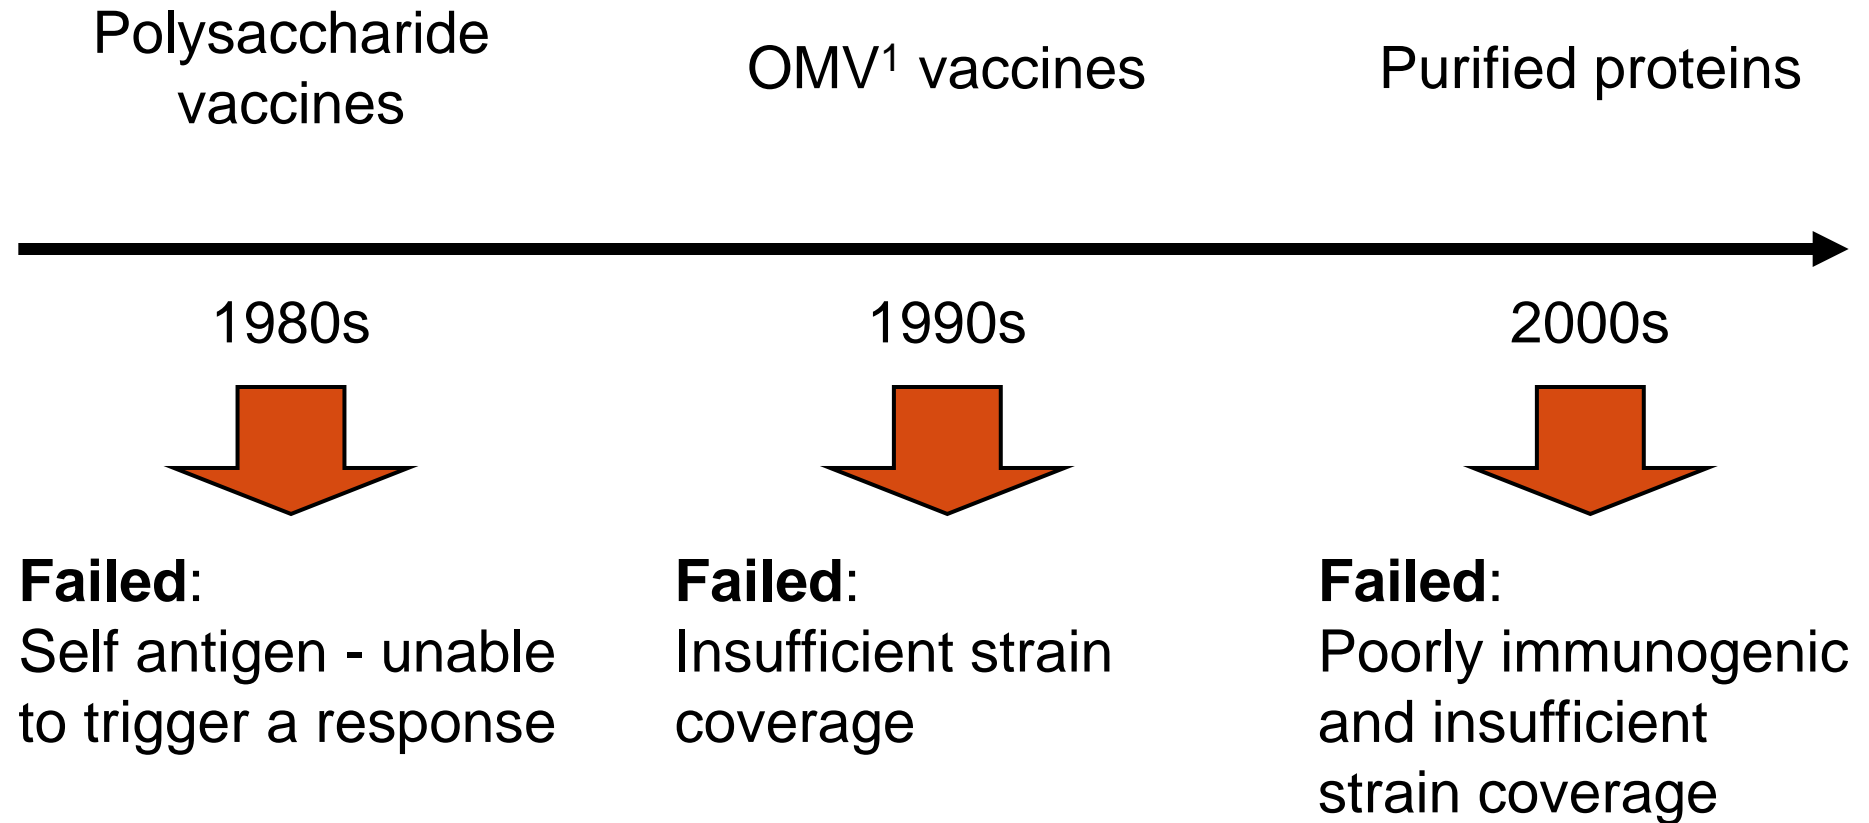 Polysaccharide
vaccines
OMV¹ vaccines
Purified proteins
1980s
1990s
2000s
Failed:
Self antigen - unable
to trigger a response
Failed:
Insufficient strain
coverage
Failed:
Poorly immunogenic
and insufficient
strain coverage